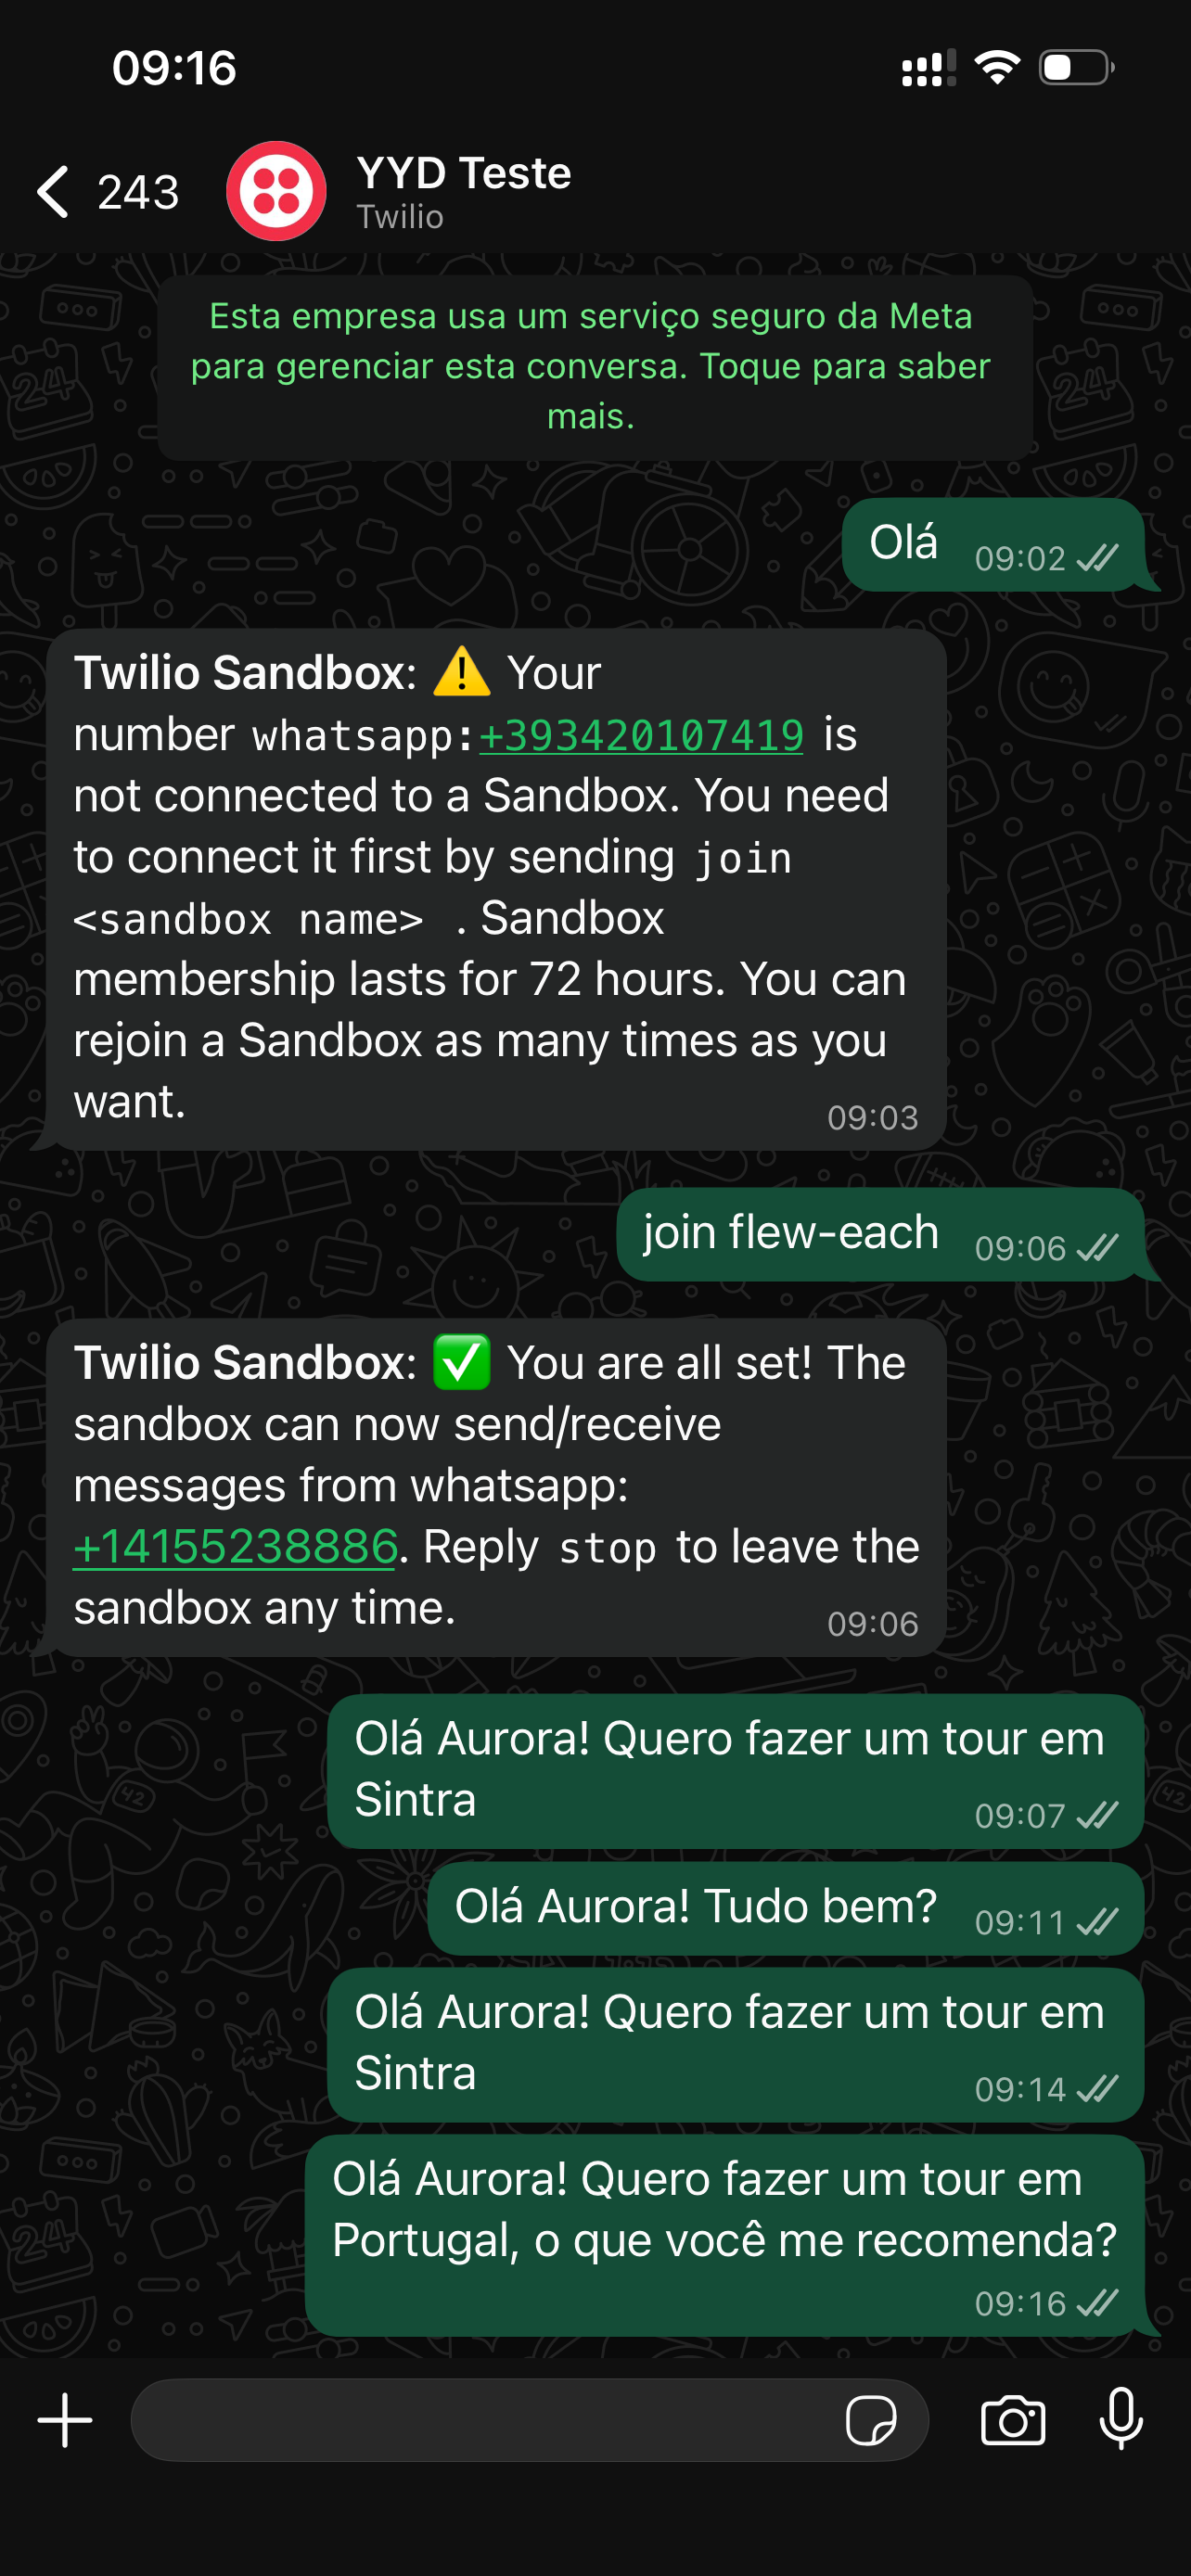 09:16
243
YYD Teste
Twilio
Esta empresa usa um serviço seguro da Meta
para gerenciar esta conversa. Toque para saber
mais.
Olá 09:02
Twilio Sandbox: ⚠️ Your
number whatsapp:+393420107419 is
not connected to a Sandbox. You need
to connect it first by sending join
<sandbox name> . Sandbox
membership lasts for 72 hours. You can
rejoin a Sandbox as many times as you
want.
09:03
join flew-each 09:06
Twilio Sandbox: ✅ You are all set! The
sandbox can now send/receive
messages from whatsapp:
+14155238886. Reply stop to leave the
sandbox any time.
09:06
Olá Aurora! Quero fazer um tour em
Sintra
09:07
Olá Aurora! Tudo bem? 09:11
Olá Aurora! Quero fazer um tour em
Sintra
09:14
Olá Aurora! Quero fazer um tour em
Portugal, o que você me recomenda?
09:16